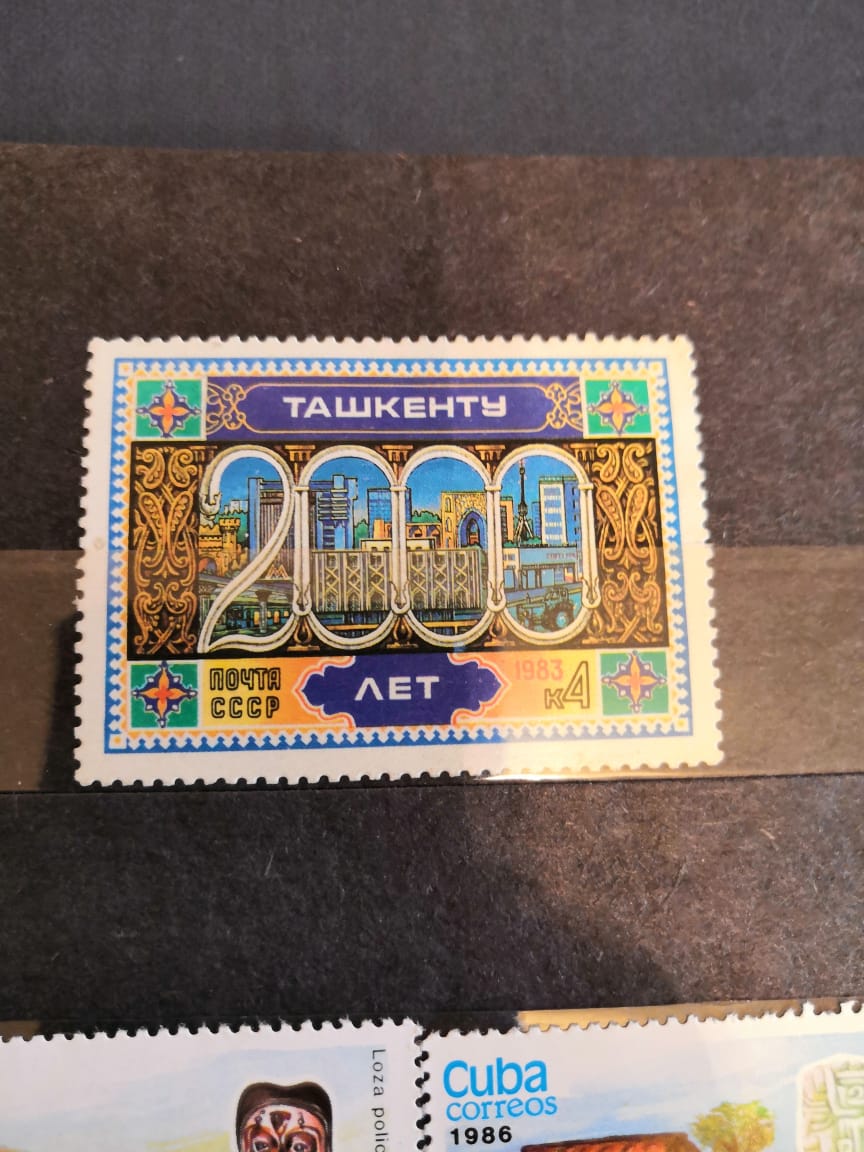 ТАШКЕНТУ
2000
ПОЧТА
СССР
ЛЕТ
1983
к4
Loza polic
Cuba
correos
1986